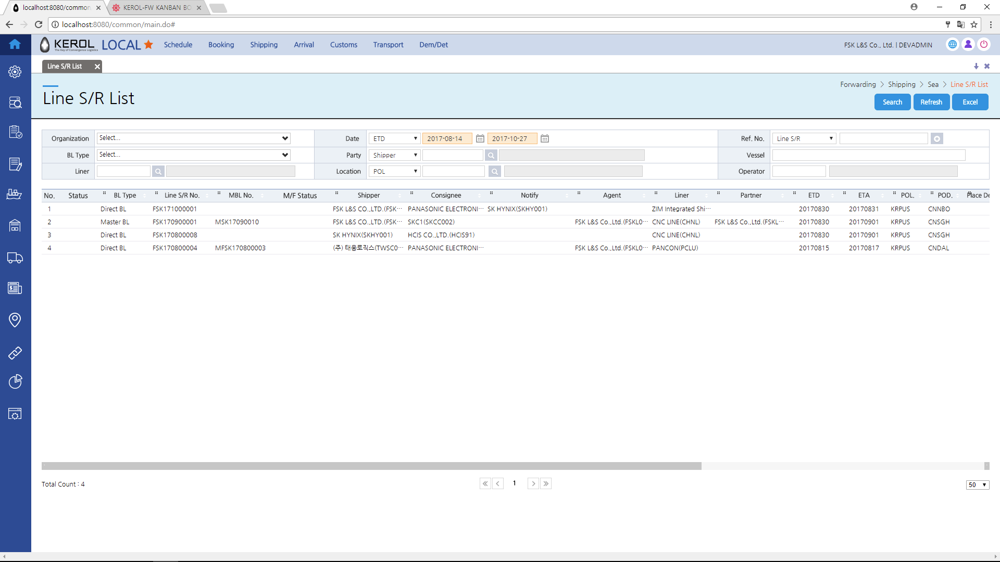 localhost:8080/common
KEROL-FW KANBAN BO
localhost:8080/common/main.do#
KEROL
The Key of Convergence Logistics
LOCAL
Schedule Booking Shipping Arrival Customs Transport Dem/Det
FSK L&S Co., Ltd. | DEVADMIN
Line S/R List
Forwarding > Shipping > Sea > Line S/R List
Line S/R List
Search Refresh Excel
Organization Select... Date ETD 2017-08-14 2017-10-27 Ref. No. Line S/R
BL Type Select... Party Shipper Vessel
Liner Location POL Operator
No. Status BL Type Line S/R No. MBL No. M/F Status Shipper Consignee Notify Agent Liner Partner ETD ETA POL. POD. Place De
1 Direct BL FSK171000001 FSK L&S CO.,LTD.(FSK··· PANASONIC ELECTRONI··· SK HYNIX(SKHY001) ZIM Integrated Shi··· 20170830 20170831 KRPUS CNNBO
2 Master BL FSK170900001 MSK17090010 FSK L&S CO.,LTD.(FSK··· SKC1(SKCC002) FSK L&S Co.,Ltd.(FSKL0··· CNC LINE(CHNL) FSK L&S Co.,Ltd.(FSKL··· 20170830 20170901 KRPUS CNSGH
3 Direct BL FSK170800008 SK HYNIX(SKHY001) HCIS CO.,LTD.(HCIS91) CNC LINE(CHNL) 20170830 20170901 KRPUS CNSGH
4 Direct BL FSK170800004 MFSK170800003 (주) 태웅로직스(TWSC0··· PANASONIC ELECTRONI··· FSK L&S Co.,Ltd.(FSKL0··· PANCON(PCLU) 20170815 20170817 KRPUS CNDAL
Total Count : 4
1
50